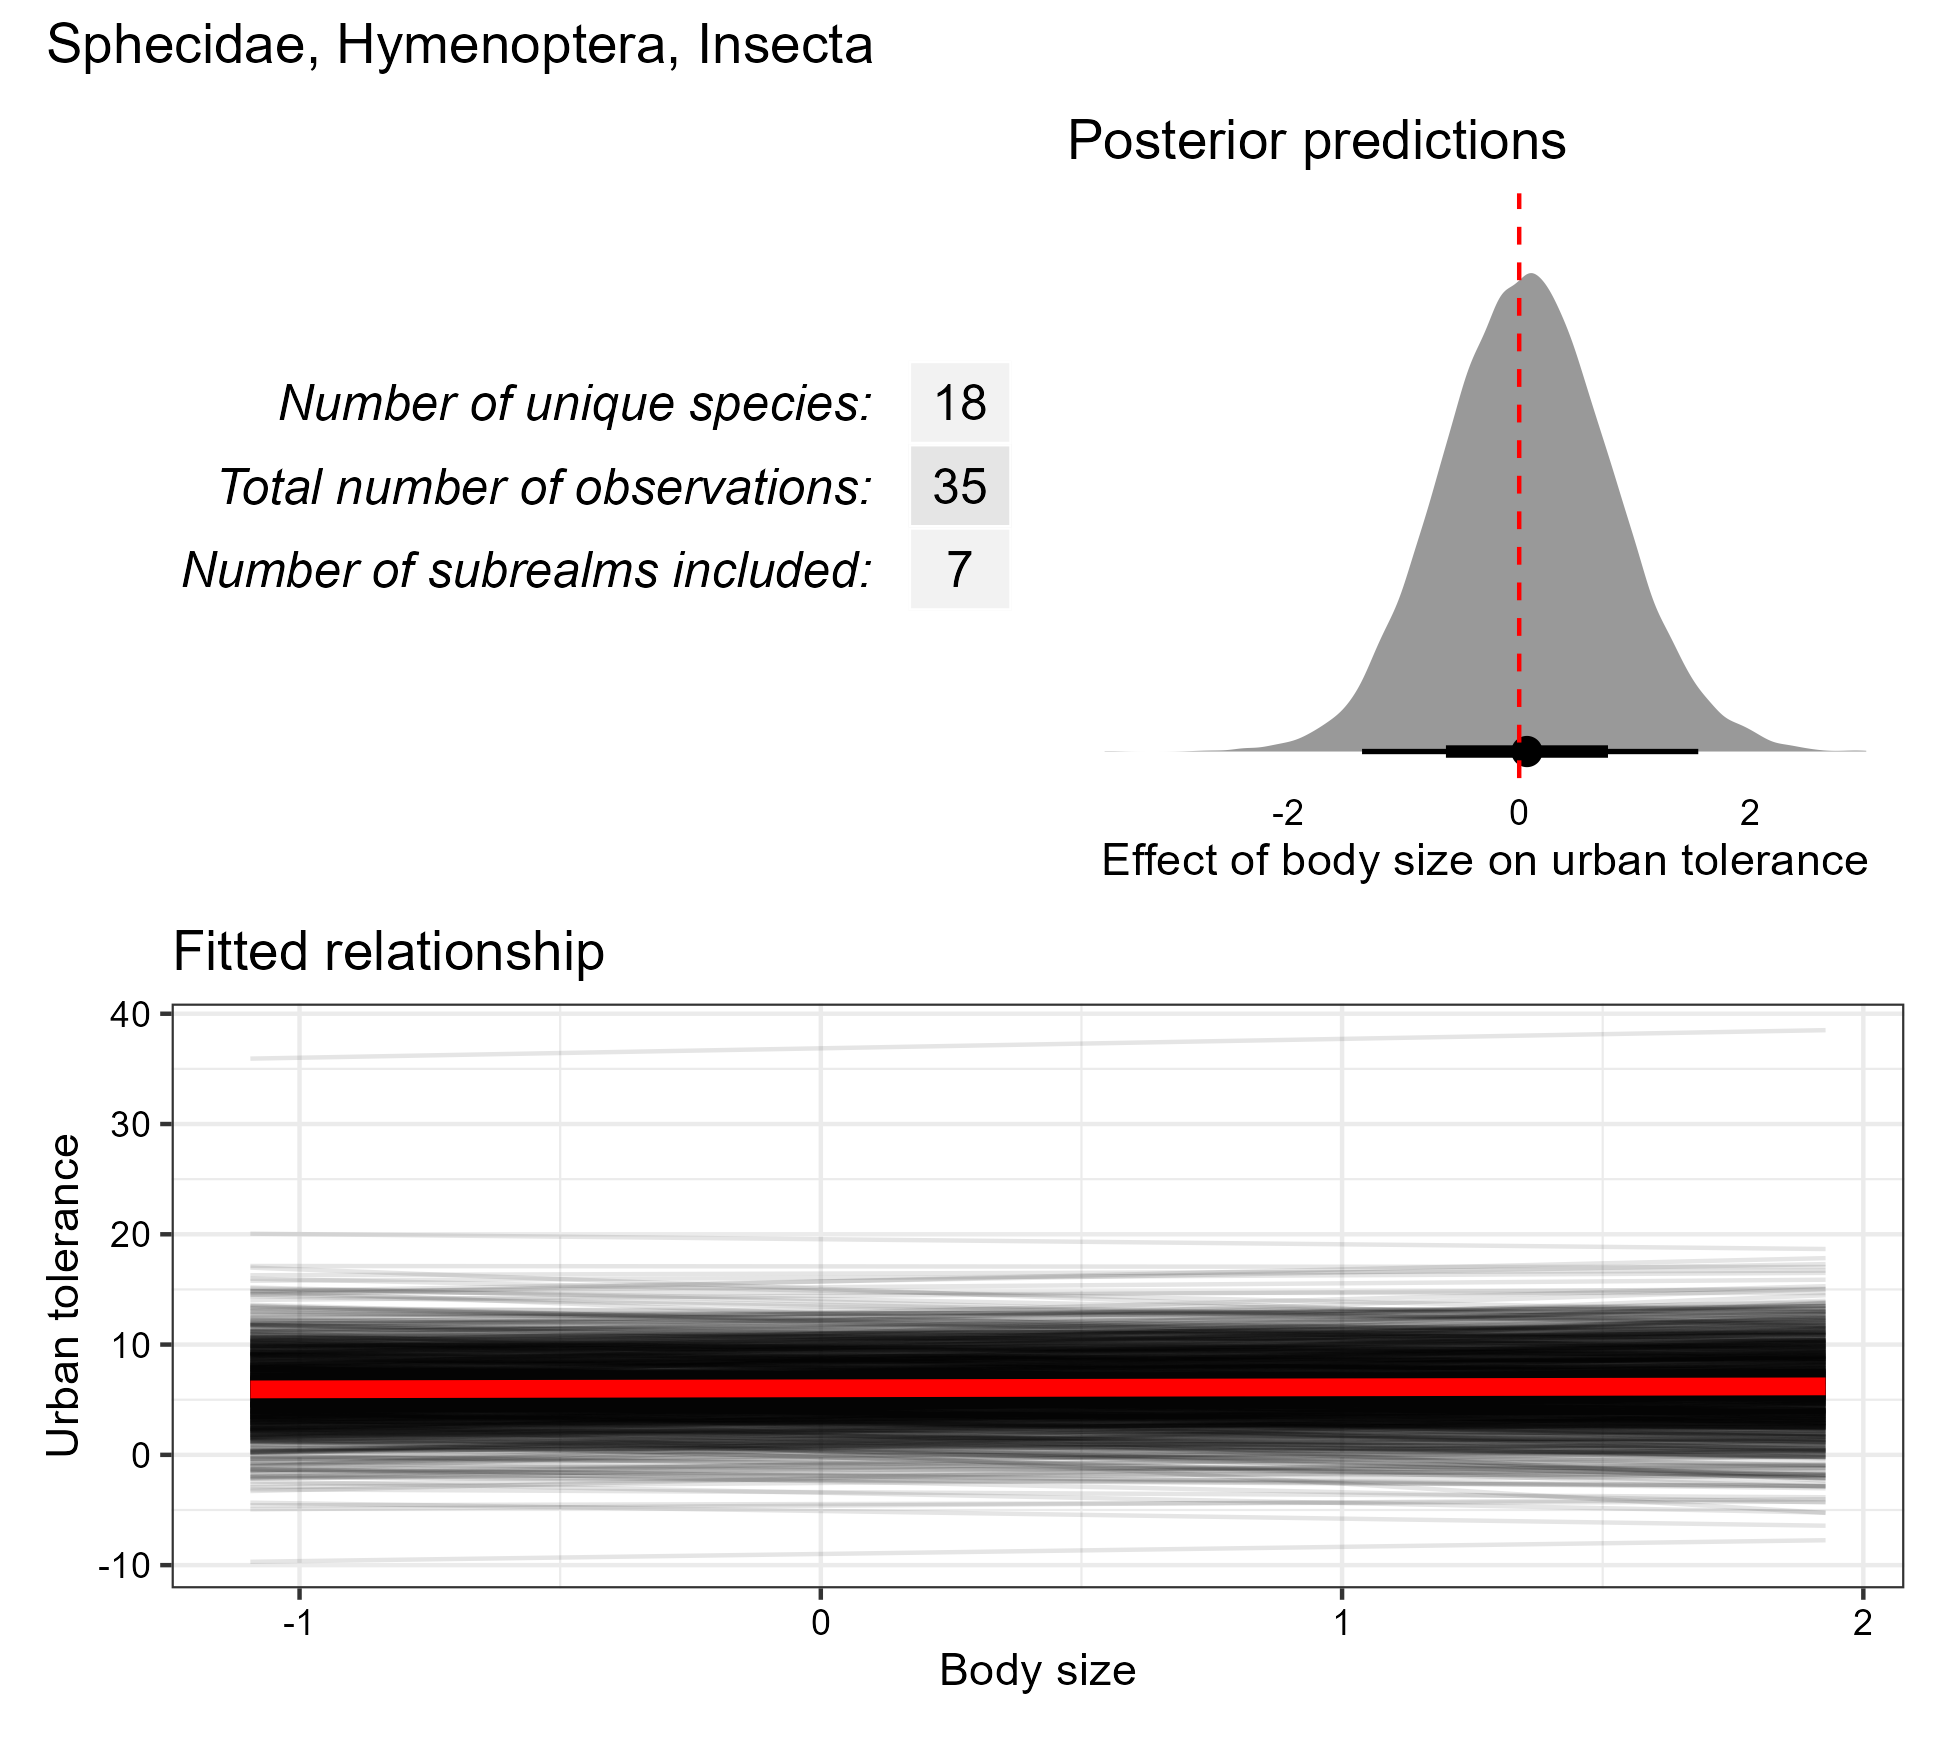 Sphecidae, Hymenoptera, Insecta
Posterior predictions
Number of unique species: 18
Total number of observations: 35
Number of subrealms included: 7
-2 0 2
Effect of body size on urban tolerance
Fitted relationship
40
30
20
10
0
-10
Urban tolerance
-1 0 1 2
Body size